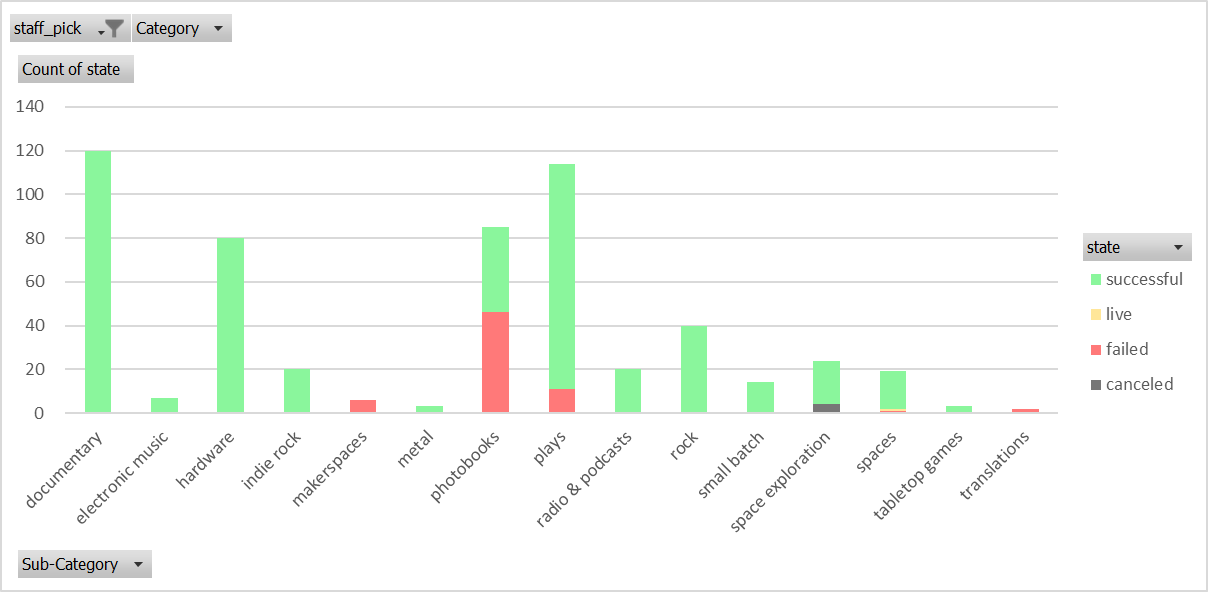 staff_pick Category
Count of state
140
120
100
80
60
40
20
0
documentary
electronic music
hardware
indie rock
makerspaces
metal
photobooks
plays
radio & podcasts
rock
small batch
space exploration
spaces
tabletop games
translations
state
successful
live
failed
canceled
Sub-Category